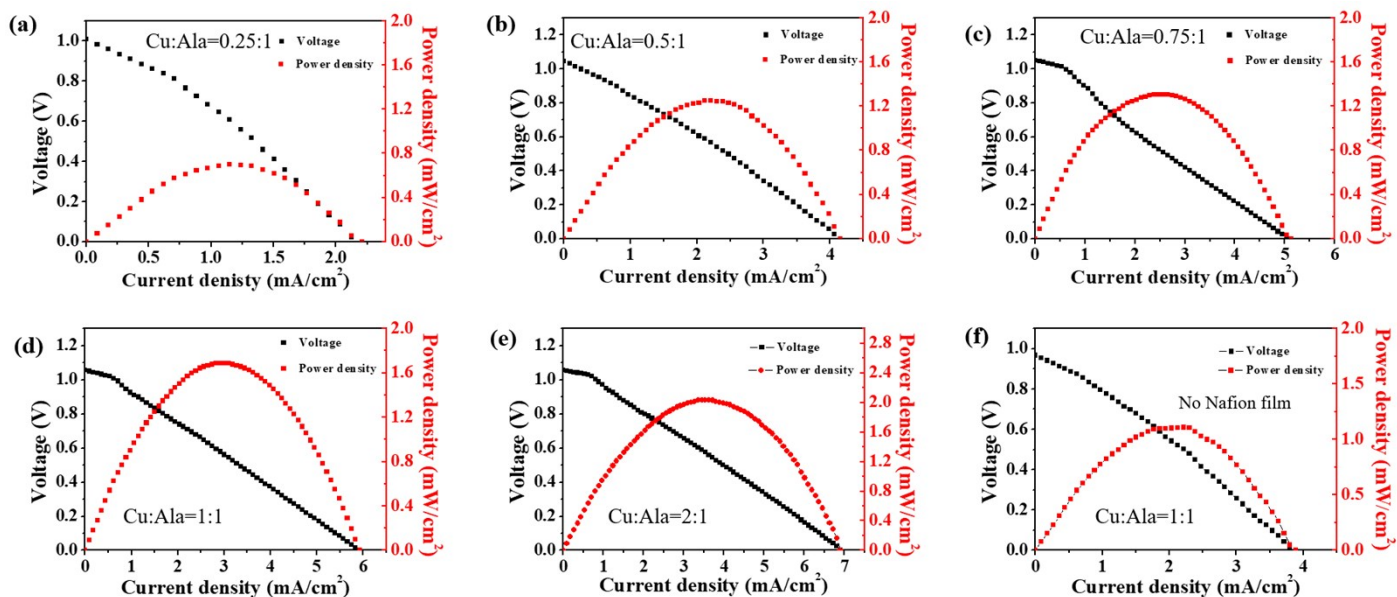 (a)
Cu:Ala=0.25:1
Voltage
Power density
Voltage (V)
1.0
0.8
0.6
0.4
0.2
0.0
2.0
1.6
1.2
0.8
0.4
0.0
Power density (mW/cm²)
0.0 0.5 1.0 1.5 2.0
Current denisty (mA/cm²)
(b)
Cu:Ala=0.5:1
Voltage
Power density
Voltage (V)
1.2
1.0
0.8
0.6
0.4
0.2
0.0
2.0
1.6
1.2
0.8
0.4
0.0
Power density (mW/cm²)
0 1 2 3 4
Current density (mA/cm²)
(c)
Cu:Ala=0.75:1
Voltage
Power density
Voltage (V)
1.2
1.0
0.8
0.6
0.4
0.2
0.0
2.0
1.6
1.2
0.8
0.4
0.0
Power density (mW/cm²)
0 1 2 3 4 5 6
Current density (mA/cm²)
(d)
Voltage
Power density
Cu:Ala=1:1
Voltage (V)
1.2
1.0
0.8
0.6
0.4
0.2
0.0
2.0
1.6
1.2
0.8
0.4
0.0
Power density (mW/cm²)
0 1 2 3 4 5 6
Current density (mA/cm²)
(e)
Voltage
Power density
Cu:Ala=2:1
Voltage (V)
1.2
1.0
0.8
0.6
0.4
0.2
0.0
2.8
2.4
2.0
1.6
1.2
0.8
0.4
0.0
Power density (mW/cm²)
0 1 2 3 4 5 6 7
Current density (mA/cm²)
(f)
Voltage
Power density
No Nafion film
Cu:Ala=1:1
Voltage (V)
1.0
0.8
0.6
0.4
0.2
0.0
2.0
1.5
1.0
0.5
0.0
Power density (mW/cm²)
0 1 2 3 4
Current density (mA/cm²)